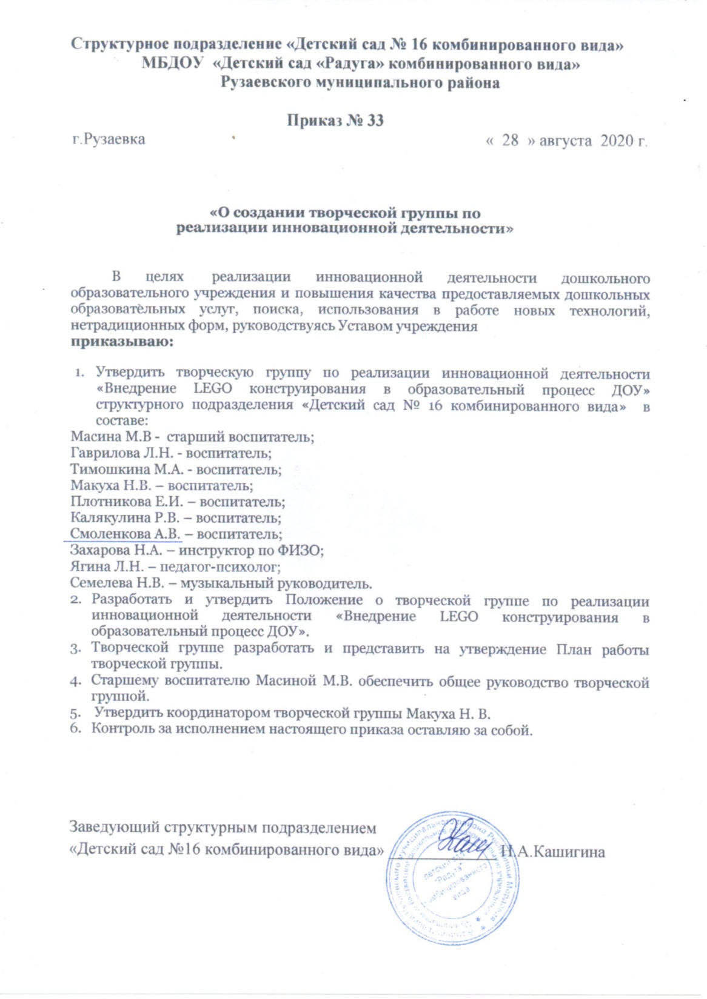 Структурное подразделение «Детский сад № 16 комбинированного вида»
МБДОУ «Детский сад «Радуга» комбинированного вида»
Рузаевского муниципального района
Приказ № 33
г.Рузаевка « 28 » августа 2020 г.
«О создании творческой группы по
реализации инновационной деятельности»
В целях реализации инновационной деятельности дошкольного
образовательного учреждения и повышения качества предоставляемых дошкольных
образовательных услуг, поиска, использования в работе новых технологий,
нетрадиционных форм, руководствуясь Уставом учреждения
приказываю:
1. Утвердить творческую группу по реализации инновационной деятельности
«Внедрение LEGO конструирования в образовательный процесс ДОУ»
структурного подразделения «Детский сад № 16 комбинированного вида» в
составе:
Масина М.В - старший воспитатель;
Гаврилова Л.Н. - воспитатель;
Тимошкина М.А. - воспитатель;
Макуха Н.В. – воспитатель;
Плотникова Е.И. – воспитатель;
Калякулина Р.В. – воспитатель;
Смоленкова А.В. – воспитатель;
Захарова Н.А. – инструктор по ФИЗО;
Ягина Л.Н. – педагог-психолог;
Семелева Н.В. – музыкальный руководитель.
2. Разработать и утвердить Положение о творческой группе по реализации
инновационной деятельности «Внедрение LEGO конструирования в
образовательный процесс ДОУ».
3. Творческой группе разработать и представить на утверждение План работы
творческой группы.
4. Старшему воспитателю Масиной М.В. обеспечить общее руководство творческой
группой.
5. Утвердить координатором творческой группы Макуха Н. В.
6. Контроль за исполнением настоящего приказа оставляю за собой.
Заведующий структурным подразделением
«Детский сад №16 комбинированного вида» Н.А.Кашигина
детский сад
"Радуга"
комбинированного
вида